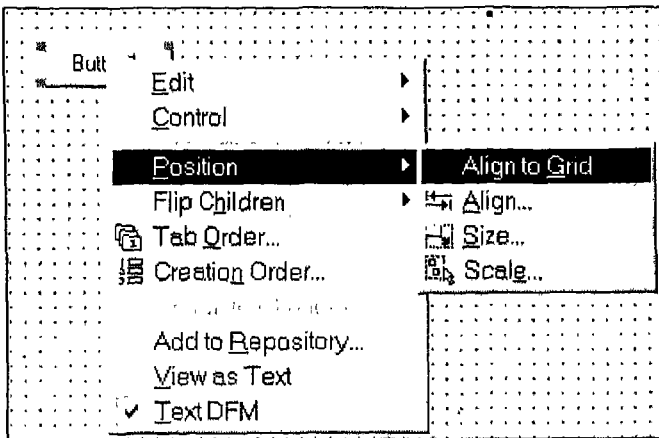 Butt
Edit
Control
Position
Flip Children
Tab Order...
Creation Order...
Add to Repository...
View as Text
Text DFM
Align to Grid
Align...
Size...
Scale...